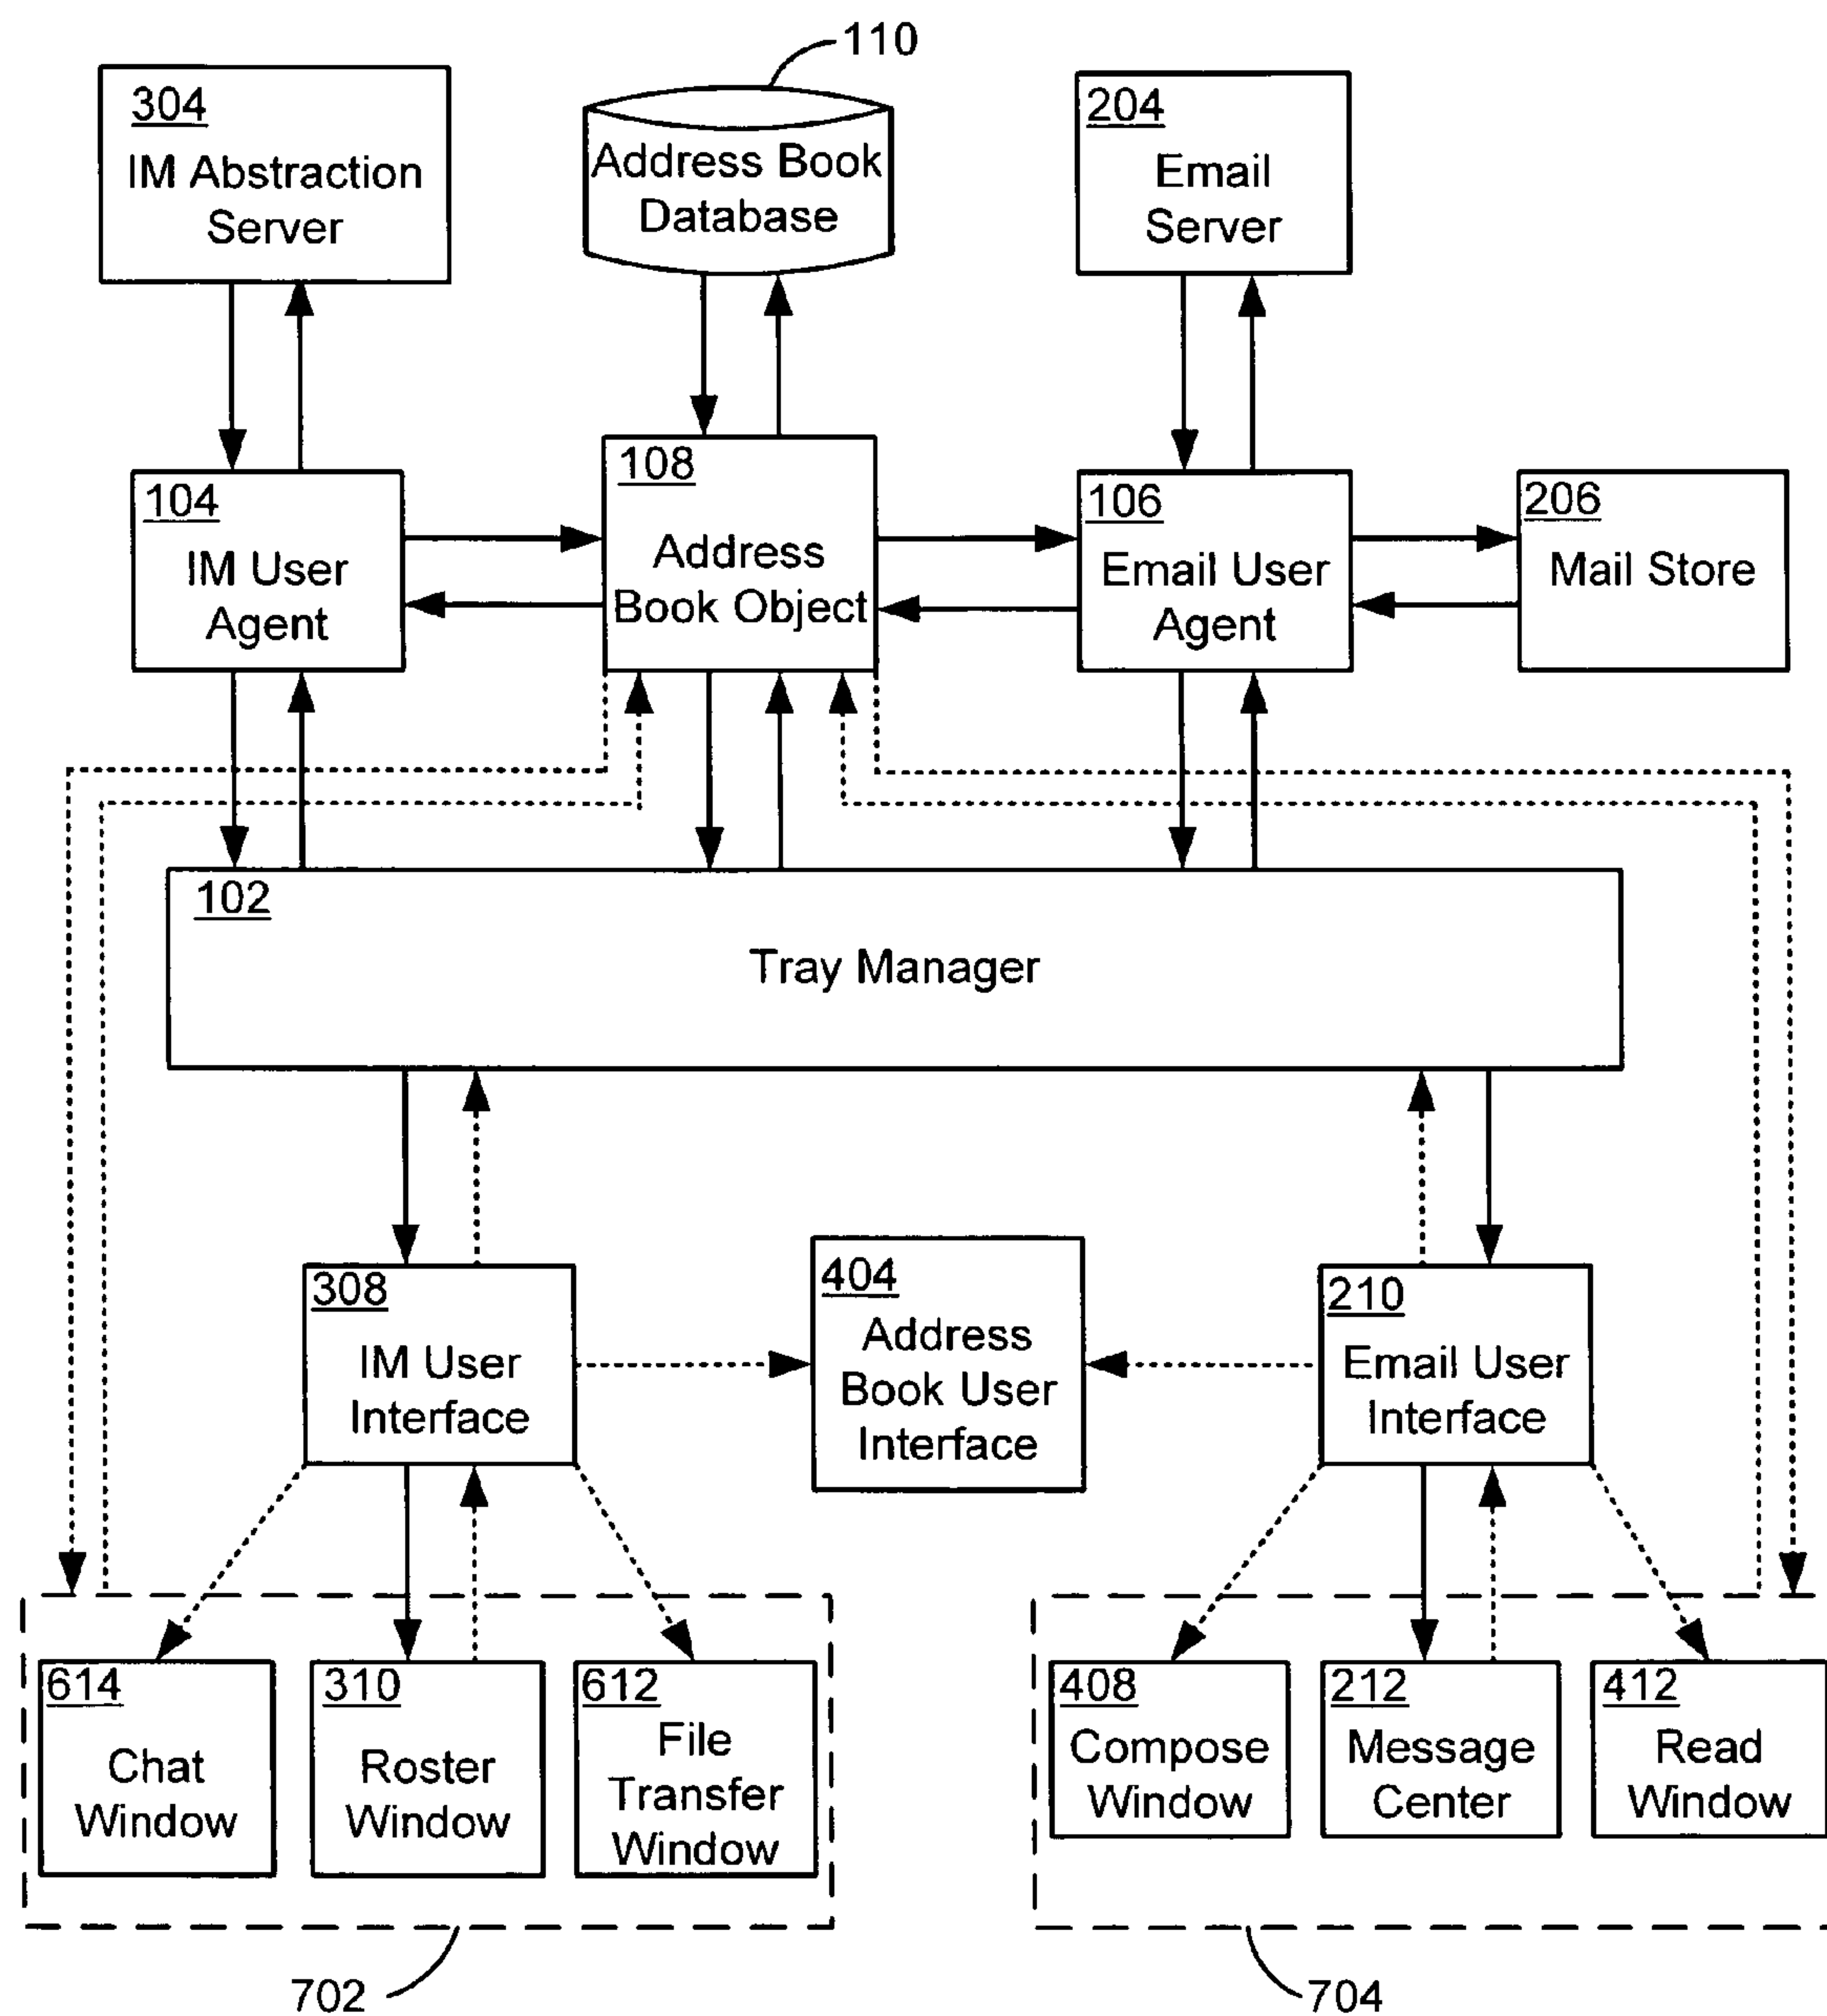 110
304
IM Abstraction
Server
Address Book
Database
204
Email
Server
104
IM User
Agent
108
Address
Book Object
106
Email User
Agent
206
Mail Store
102
Tray Manager
308
IM User
Interface
404
Address
Book User
Interface
210
Email User
Interface
614
Chat
Window
310
Roster
Window
612
File
Transfer
Window
408
Compose
Window
212
Message
Center
412
Read
Window
702
704